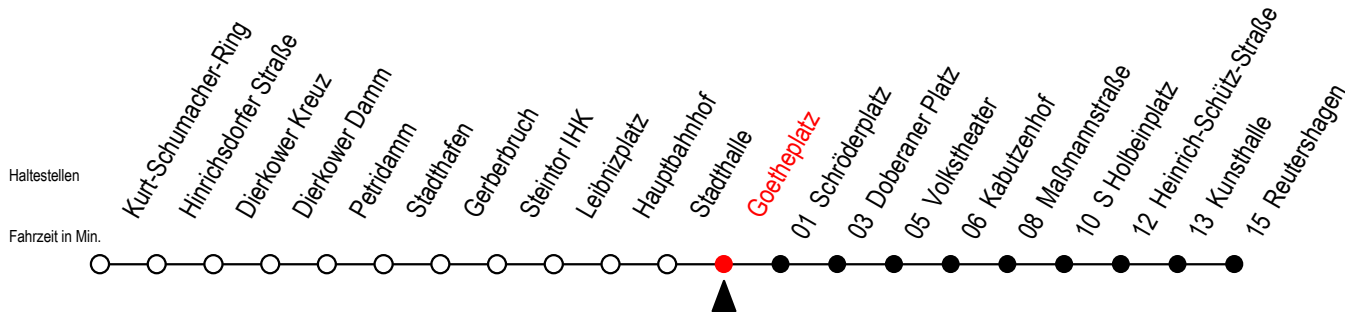 Haltestellen
Kurt-Schumacher-Ring
Hinrichsdorfer Straße
Dierkower Kreuz
Dierkower Damm
Petridamm
Stadthafen
Gerberbruch
Steintor IHK
Leibnizplatz
Hauptbahnhof
Stadthalle
Goetheplatz
01 Schröderplatz
03 Doberaner Platz
05 Volkstheater
06 Kabutzenhof
08 Maßmannstraße
10 S Holbeinplatz
12 Heinrich-Schütz-Straße
13 Kunsthalle
15 Reutershagen
Fahrzeit in Min.